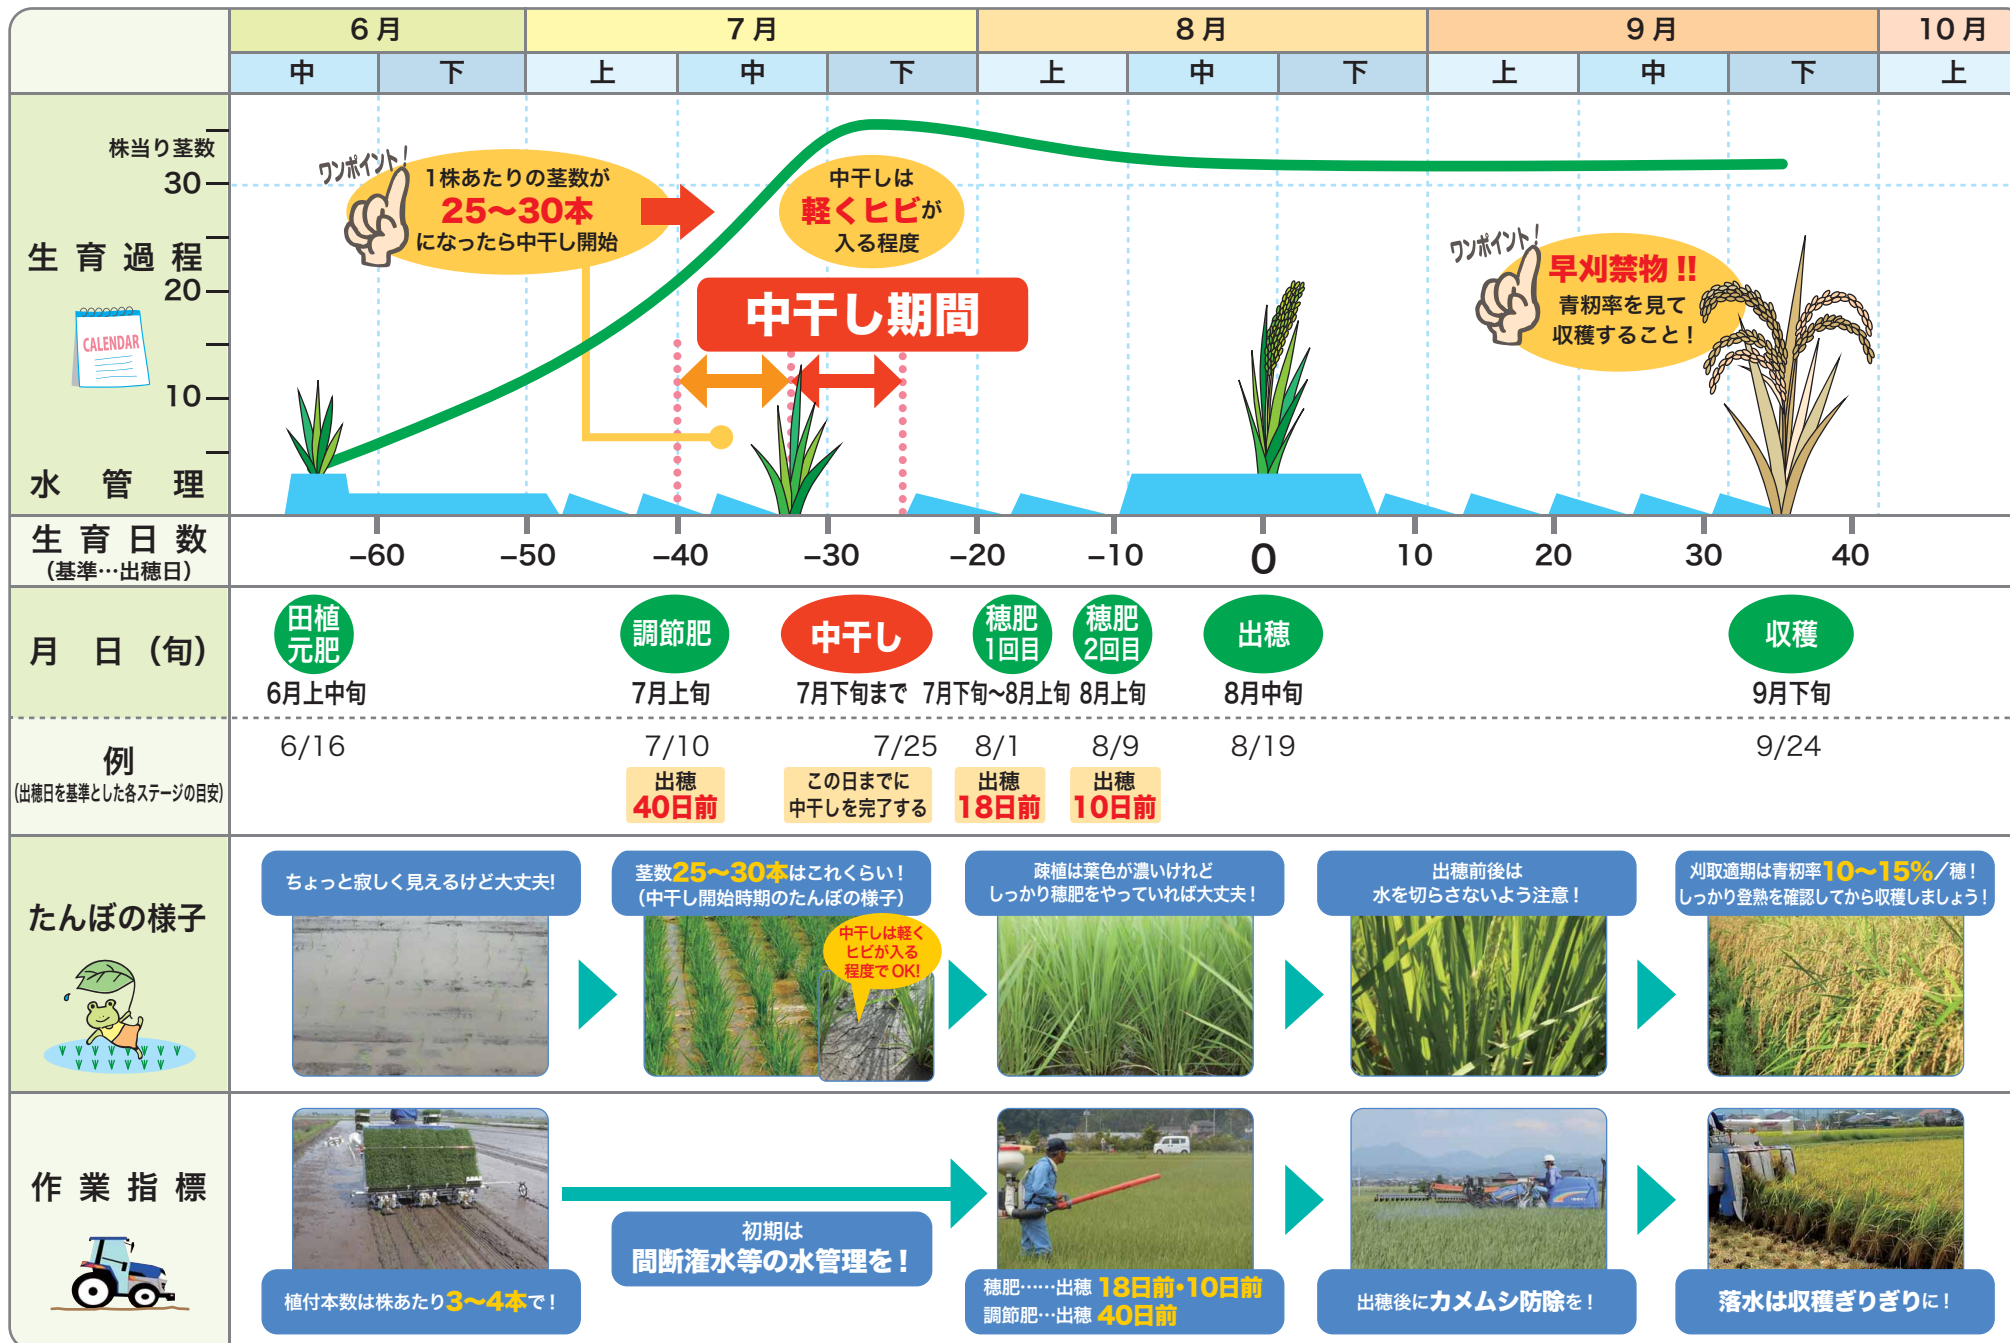 6月
7月
8月
9月
10月
中
下
上
中
下
上
中
下
上
中
下
上
株当り茎数
30
20
10
生育過程
CALENDAR
水管理
ワンポイント!
1株あたりの茎数が
25〜30本
になったら中干し開始
中干しは
軽くヒビが
入る程度
中干し期間
ワンポイント!
早刈禁物!!
青籾率を見て
収穫すること!
生育日数
(基準…出穂日)
–60
–50
–40
–30
–20
–10
0
10
20
30
40
月日(旬)
田植
元肥
6月上中旬
調節肥
7月上旬
中干し
7月下旬まで
穂肥
1回目
7月下旬〜8月上旬
穂肥
2回目
8月上旬
出穂
8月中旬
収穫
9月下旬
例
(出穂日を基準とした各ステージの目安)
6/16
7/10
出穂
40日前
7/25
この日までに
中干しを完了する
8/1
出穂
18日前
8/9
出穂
10日前
8/19
9/24
たんぼの様子
ちょっと寂しく見えるけど大丈夫!
茎数25〜30本はこれくらい!
(中干し開始時期のたんぼの様子)
中干しは軽く
ヒビが入る
程度でOK!
疎植は葉色が濃いけれど
しっかり穂肥をやっていれば大丈夫!
出穂前後は
水を切らさないよう注意!
刈取適期は青籾率10〜15%/穂!
しっかり登熟を確認してから収穫しましょう!
作業指標
植付本数は株あたり3〜4本で!
初期は
間断潅水等の水管理を!
穂肥……出穂 18日前・10日前
調節肥…出穂 40日前
出穂後にカメムシ防除を!
落水は収穫ぎりぎりに!